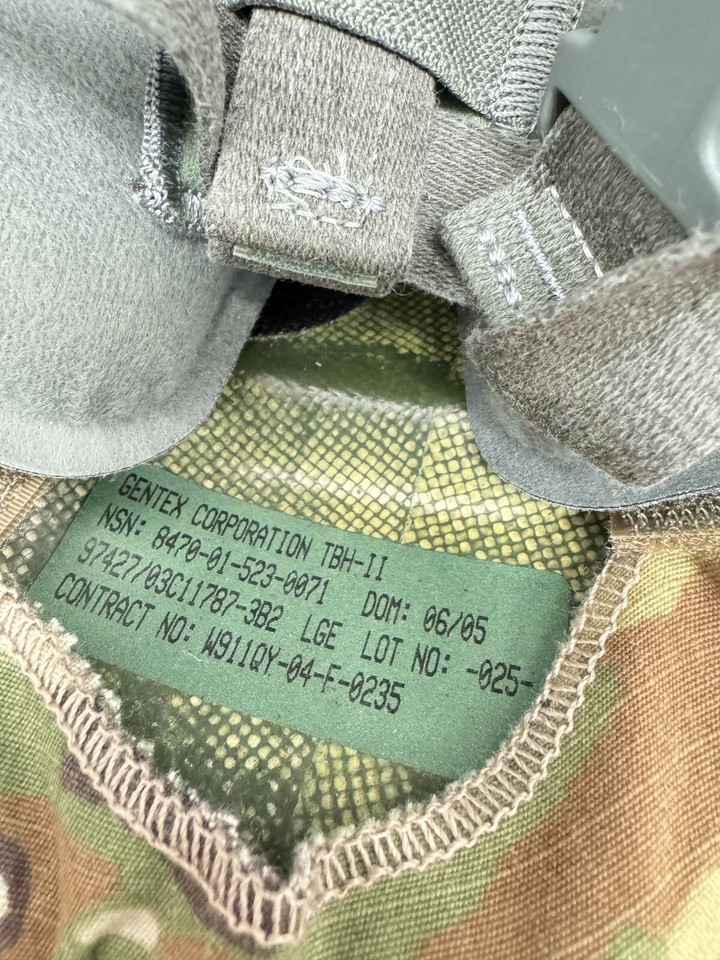 GENTEX CORPORATION TBH-II
NSN: 8470-01-523-0071 DOM: 06/05
97427/03C11787-3B2 LGE LOT NO: -025-
CONTRACT NO: W911QY-04-F-0235